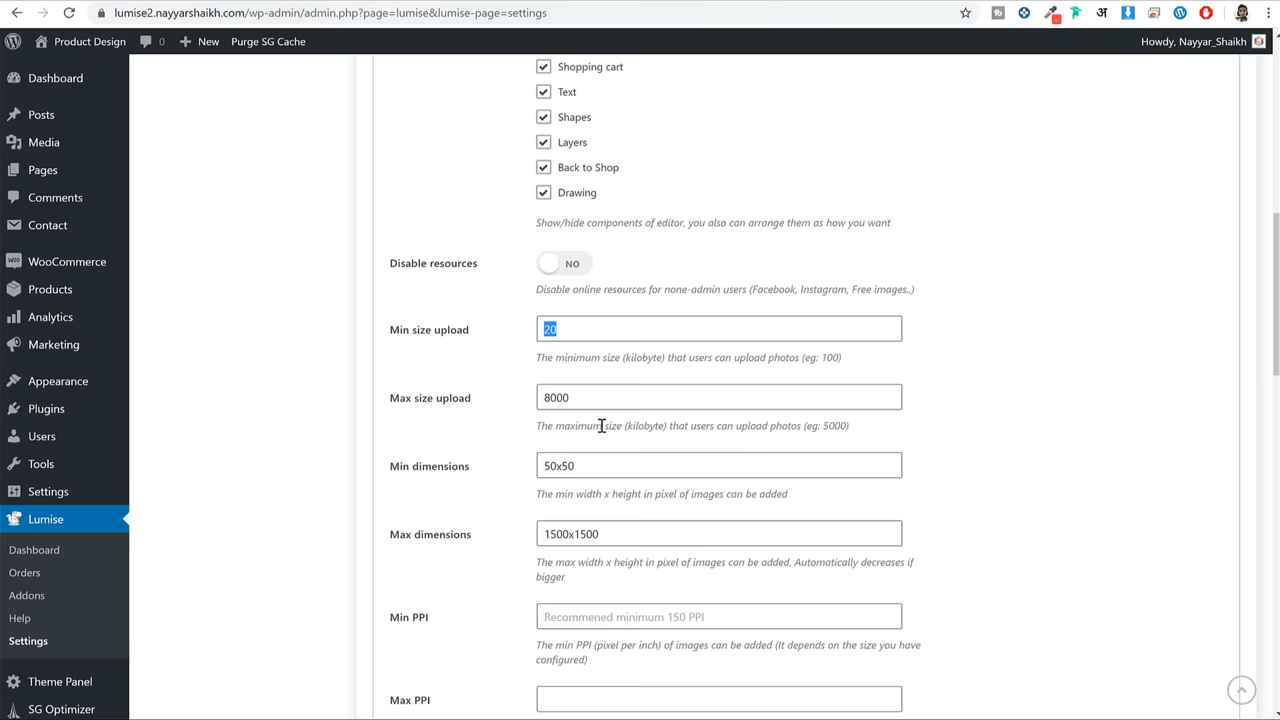 lumise2.nayyarshaikh.com/wp-admin/admin.php?page=lumise&lumise-page=settings
Product Design
0
New
Purge SG Cache
Howdy, Nayyar_Shaikh
Dashboard
Posts
Media
Pages
Comments
Contact
WooCommerce
Products
Analytics
Marketing
Appearance
Plugins
Users
Tools
Settings
Lumise
Dashboard
Orders
Addons
Help
Settings
Theme Panel
SG Optimizer
Shopping cart
Text
Shapes
Layers
Back to Shop
Drawing
Show/hide components of editor, you also can arrange them as how you want
Disable resources
NO
Disable online resources for none-admin users (Facebook, Instagram, Free images..)
Min size upload
20
The minimum size (kilobyte) that users can upload photos (eg: 100)
Max size upload
8000
The maximum size (kilobyte) that users can upload photos (eg: 5000)
Min dimensions
50x50
The min width x height in pixel of images can be added
Max dimensions
1500x1500
The max width x height in pixel of images can be added, Automatically decreases if
bigger
Min PPI
Recommened minimum 150 PPI
The min PPI (pixel per inch) of images can be added (It depends on the size you have
configured)
Max PPI